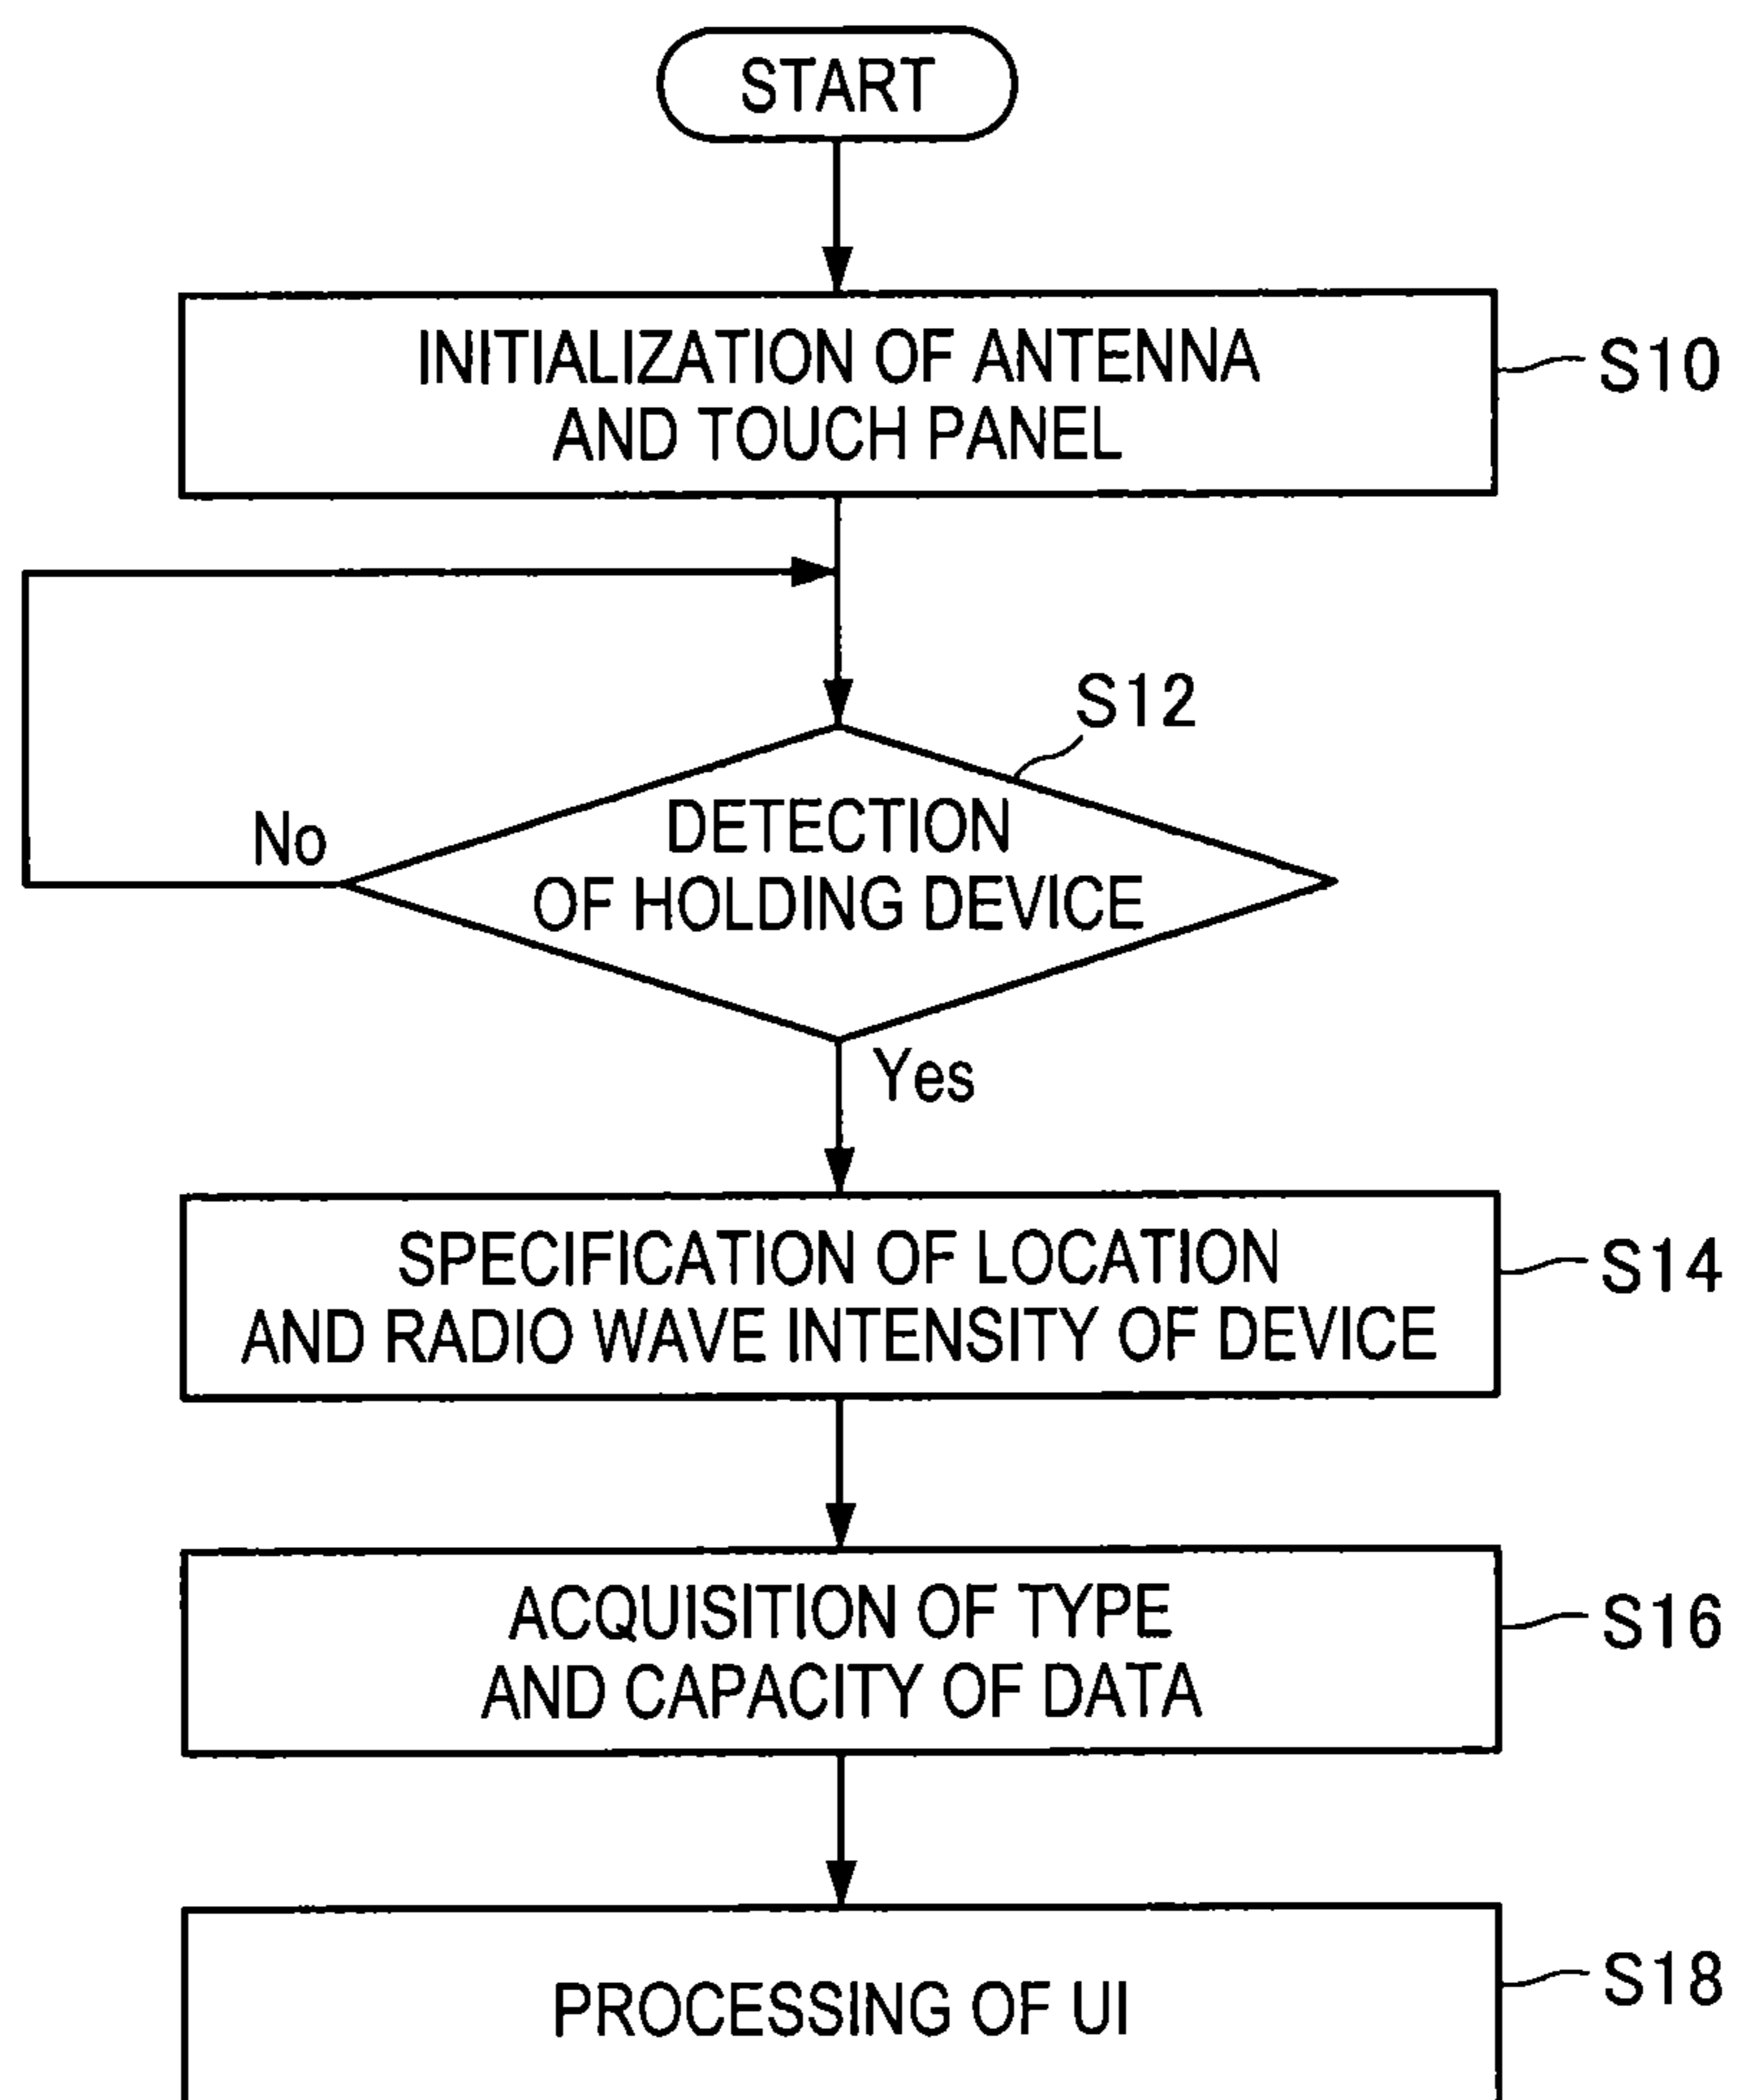 START
INITIALIZATION OF ANTENNA
AND TOUCH PANEL
S10
S12
DETECTION
OF HOLDING DEVICE
No
Yes
SPECIFICATION OF LOCATION
AND RADIO WAVE INTENSITY OF DEVICE
S14
ACQUISITION OF TYPE
AND CAPACITY OF DATA
S16
PROCESSING OF UI
S18